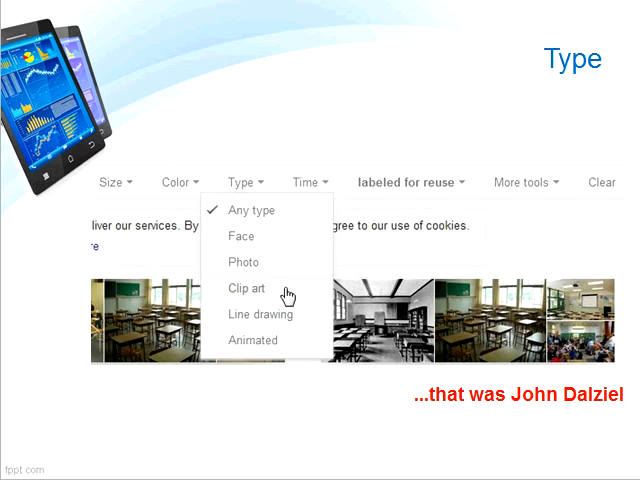 Type
Size Color Type Time labeled for reuse More tools Clear
Any type
liver our services. By gree to our use of cookies.
Face
re
Photo
Clip art
Line drawing
Animated
...that was John Dalziel
fppt com